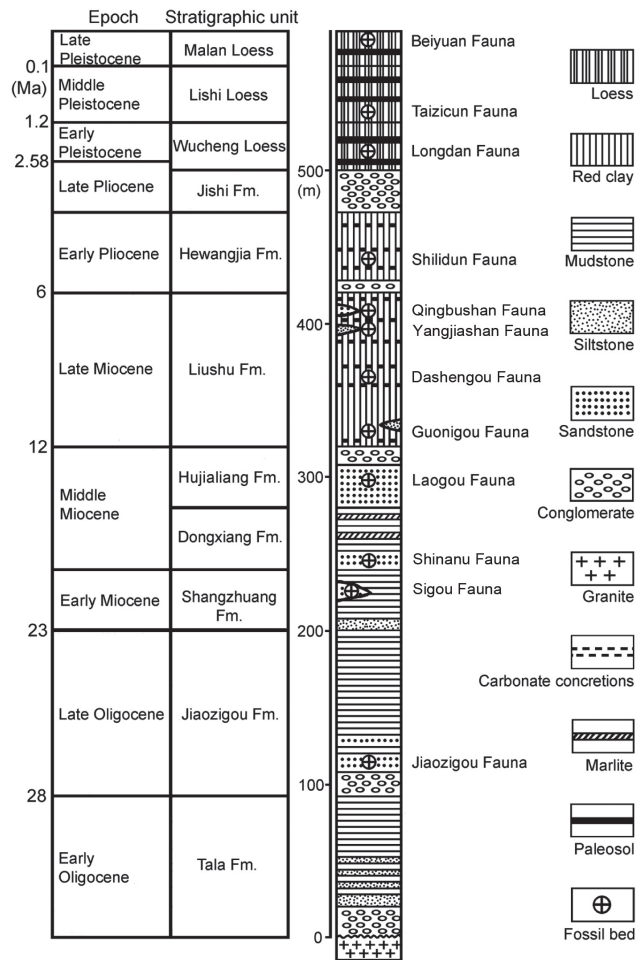 Epoch Stratigraphic unit
Late
Pleistocene
Malan Loess
0.1
(Ma)
Middle
Pleistocene
Lishi Loess
1.2
Early
Pleistocene
Wucheng Loess
2.58
Late Pliocene
Jishi Fm.
Early Pliocene
Hewangjia Fm.
6
Late Miocene
Liushu Fm.
12
Middle
Miocene
Hujialiang Fm.
Dongxiang Fm.
Early Miocene
Shangzhuang
Fm.
23
Late Oligocene
Jiaozigou Fm.
28
Early
Oligocene
Tala Fm.
500
(m)
400
300
200
100
0
Beiyuan Fauna
Taizicun Fauna
Longdan Fauna
Shilidun Fauna
Qingbushan Fauna
Yangjiashan Fauna
Dashengou Fauna
Guonigou Fauna
Laogou Fauna
Shinanu Fauna
Sigou Fauna
Jiaozigou Fauna
Loess
Red clay
Mudstone
Siltstone
Sandstone
Conglomerate
Granite
Carbonate concretions
Marlite
Paleosol
Fossil bed